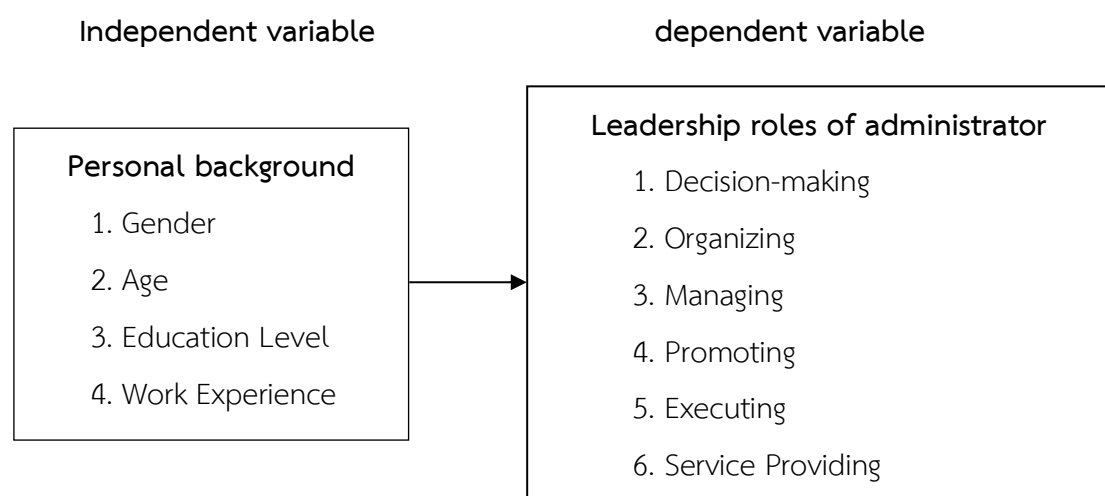 Independent variable
dependent variable
Personal background
1. Gender
2. Age
3. Education Level
4. Work Experience
Leadership roles of administrator
1. Decision-making
2. Organizing
3. Managing
4. Promoting
5. Executing
6. Service Providing